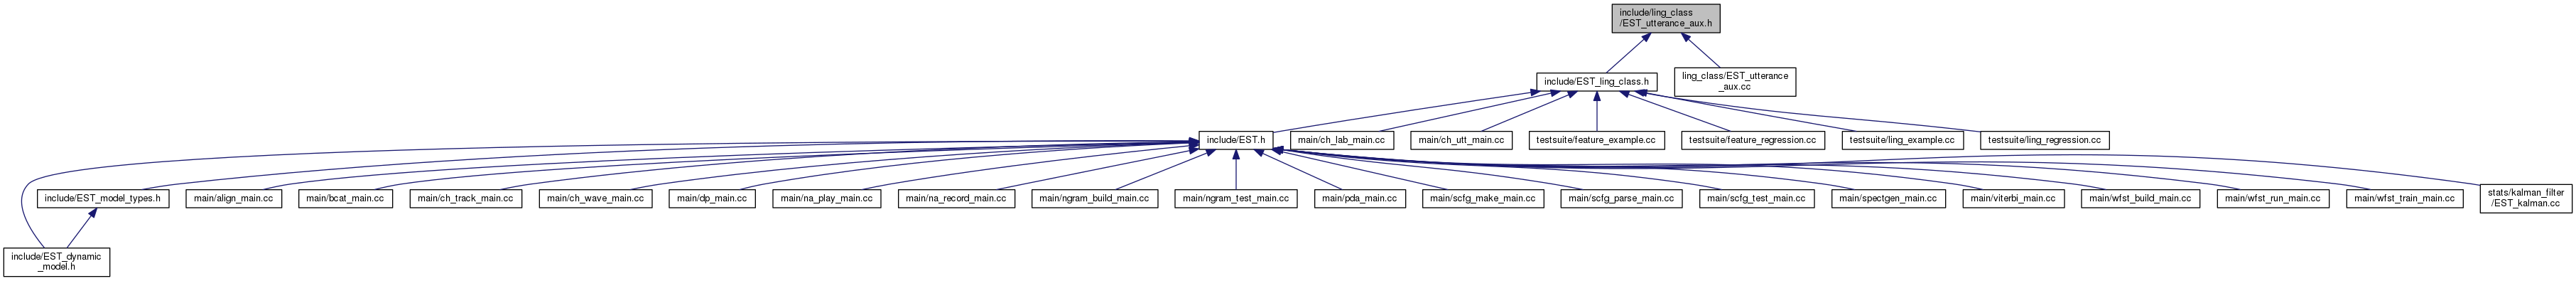 include/ling_class
/EST_utterance_aux.h
include/EST_ling_class.h
ling_class/EST_utterance
_aux.cc
include/EST.h
main/ch_lab_main.cc
main/ch_utt_main.cc
testsuite/feature_example.cc
testsuite/feature_regression.cc
testsuite/ling_example.cc
testsuite/ling_regression.cc
include/EST_model_types.h
main/align_main.cc
main/bcat_main.cc
main/ch_track_main.cc
main/ch_wave_main.cc
main/dp_main.cc
main/na_play_main.cc
main/na_record_main.cc
main/ngram_build_main.cc
main/ngram_test_main.cc
main/pda_main.cc
main/scfg_make_main.cc
main/scfg_parse_main.cc
main/scfg_test_main.cc
main/spectgen_main.cc
main/viterbi_main.cc
main/wfst_build_main.cc
main/wfst_run_main.cc
main/wfst_train_main.cc
stats/kalman_filter
/EST_kalman.cc
include/EST_dynamic
_model.h